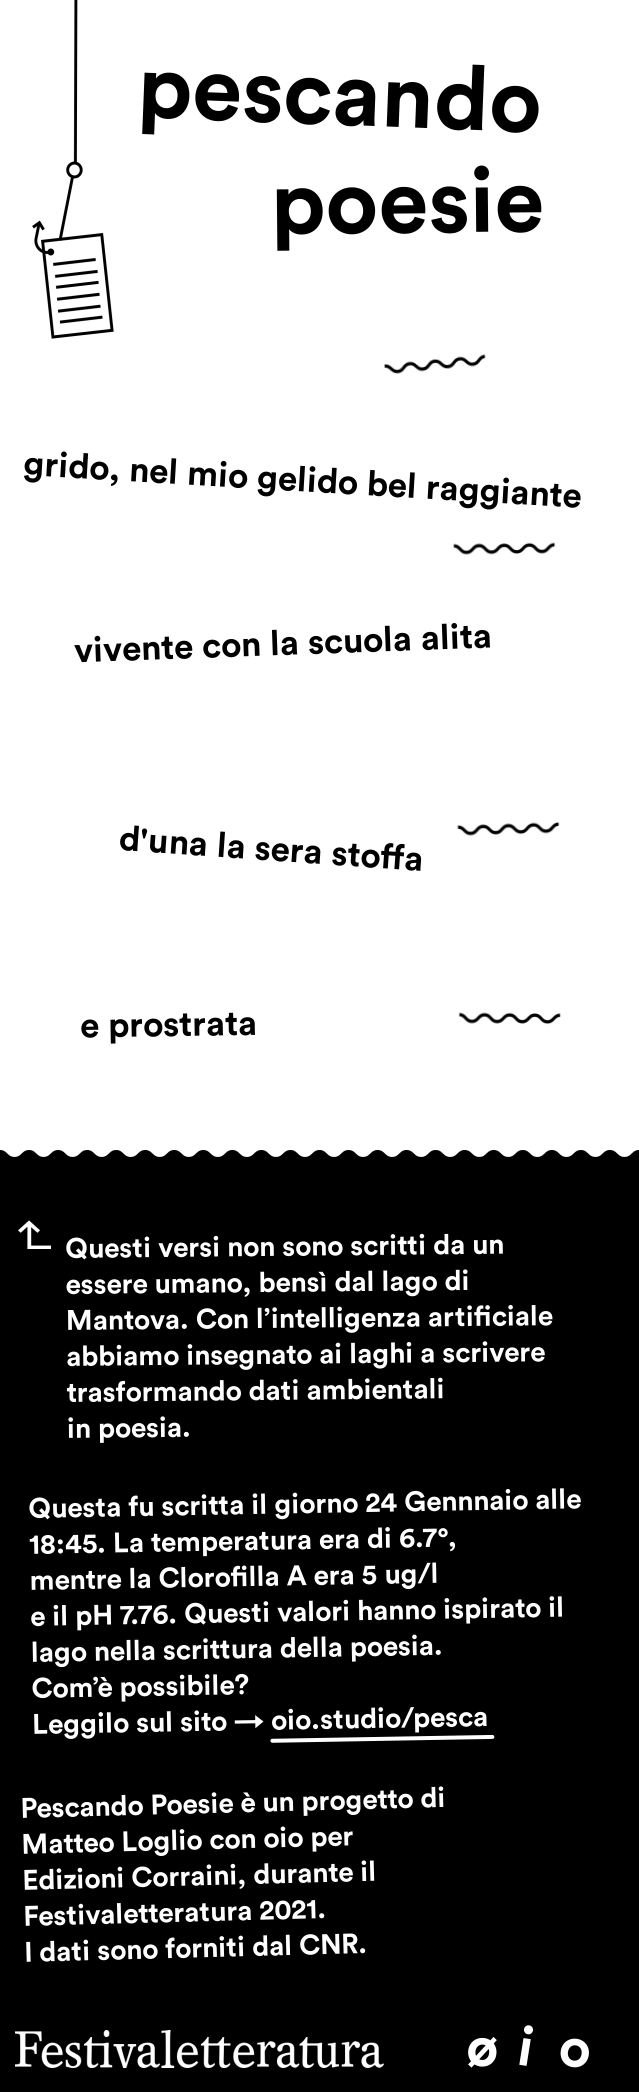 pescando
poesie
grido, nel mio gelido bel raggiante
vivente con la scuola alita
d'una la sera stoffa
e prostrata
Questi versi non sono scritti da un
essere umano, bensì dal lago di
Mantova. Con l’intelligenza artificiale
abbiamo insegnato ai laghi a scrivere
trasformando dati ambientali
in poesia.
Questa fu scritta il giorno 24 Gennnaio alle
18:45. La temperatura era di 6.7°,
mentre la Clorofilla A era 5 ug/l
e il pH 7.76. Questi valori hanno ispirato il
lago nella scrittura della poesia.
Com’è possibile?
Leggilo sul sito → oio.studio/pesca
Pescando Poesie è un progetto di
Matteo Loglio con oio per
Edizioni Corraini, durante il
Festivaletteratura 2021.
I dati sono forniti dal CNR.
Festivaletteratura ø i o